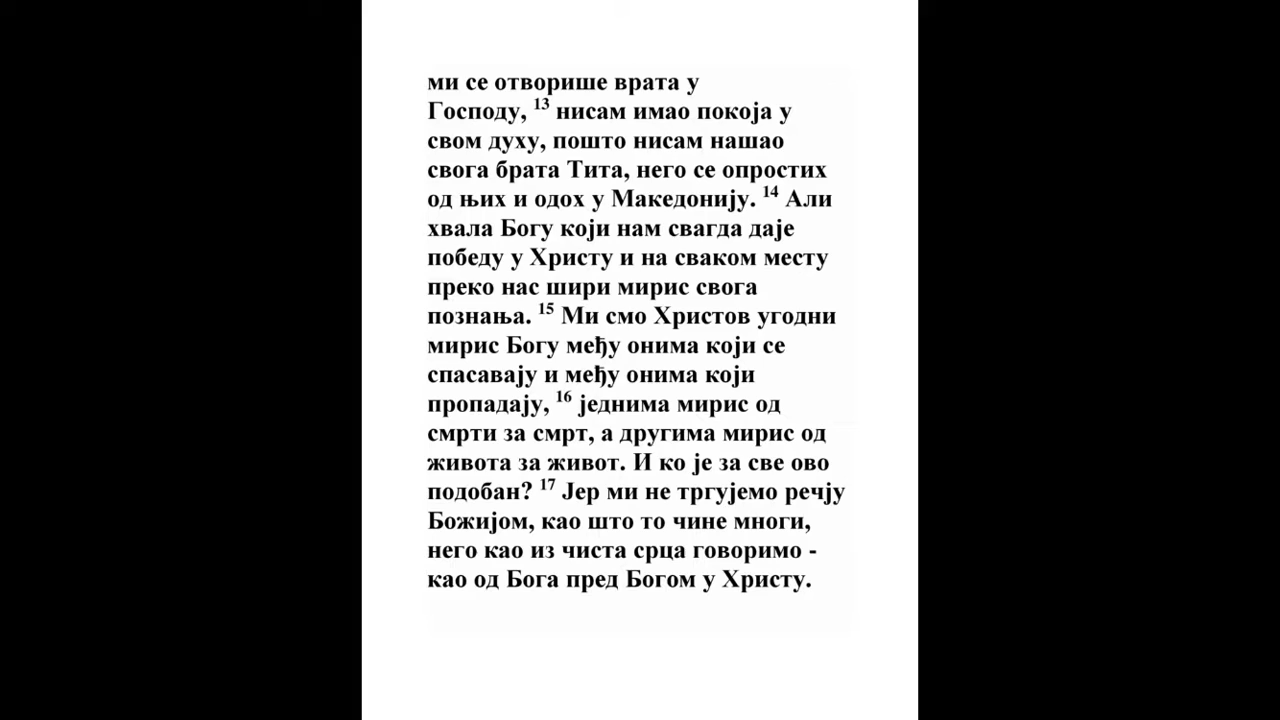 ми се отворише врата у
Господу, 13 нисам имао покоја у
свом духу, пошто нисам нашао
свога брата Тита, него се опростих
од њих и одох у Македонију. 14 Али
хвала Богу који нам свагда даје
победу у Христу и на сваком месту
преко нас шири мирис свога
познања. 15 Ми смо Христов угодни
мирис Богу међу онима који се
спасавају и међу онима који
пропадају, 16 једнима мирис од
смрти за смрт, а другима мирис од
живота за живот. И ко је за све ово
подобан? 17 Јер ми не тргујемо речју
Божијом, као што то чине многи,
него као из чиста срца говоримо -
као од Бога пред Богом у Христу.